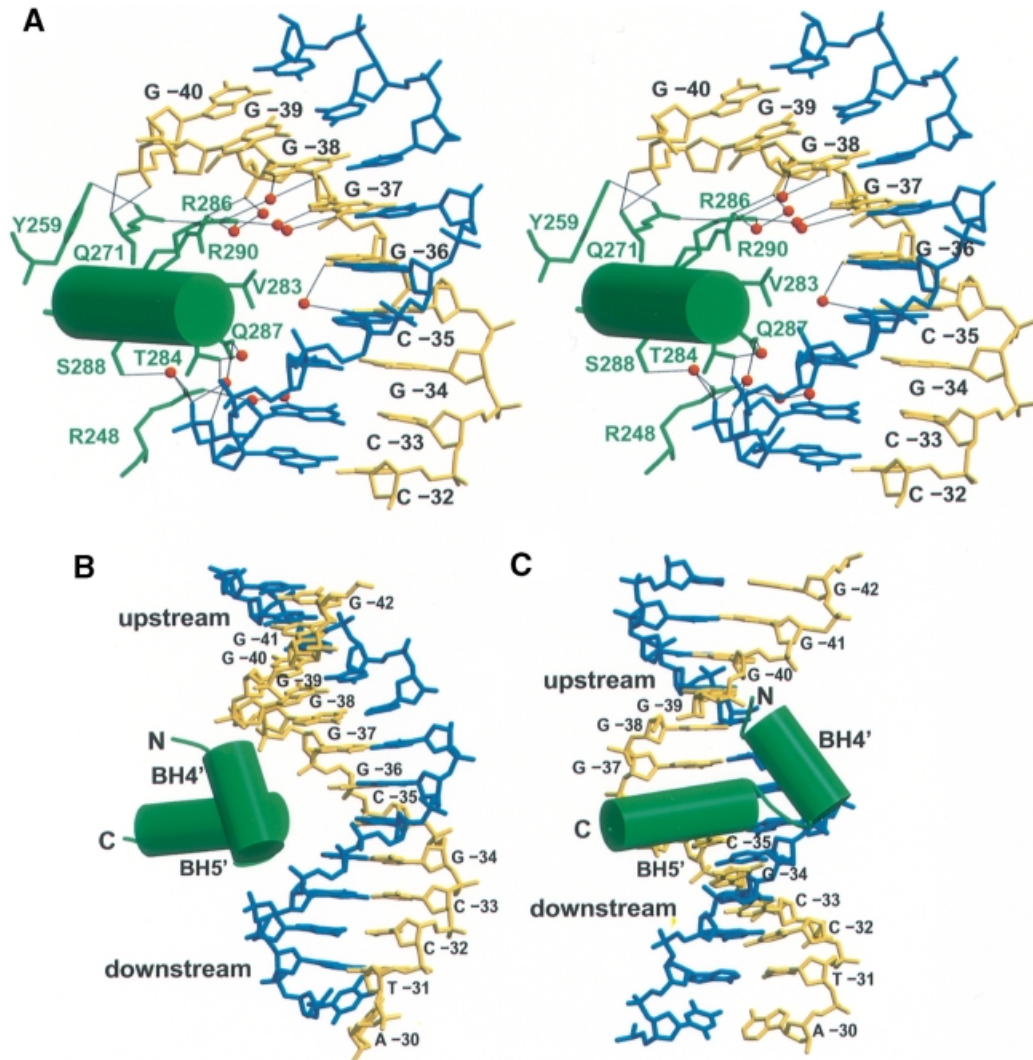 A
G −40
G −39
G −38
G −37
R286
Y259
Q271
R290
G −36
V283
Q287
C −35
S288
T284
G −34
R248
C −33
C −32
G −40
G −39
G −38
G −37
R286
Y259
Q271
R290
G −36
V283
Q287
C −35
S288
T284
G −34
R248
C −33
C −32
B
upstream
G −42
G −41
G −40
G −39
G −38
G −37
N
BH4'
G −36
C −35
C
BH5'
G −34
C −33
C −32
downstream
T −31
A −30
C
G −42
G −41
upstream
G −40
N
G −39
G −38
BH4'
G −37
C
C −35
BH5'
G −34
downstream
C −33
C −32
T −31
A −30